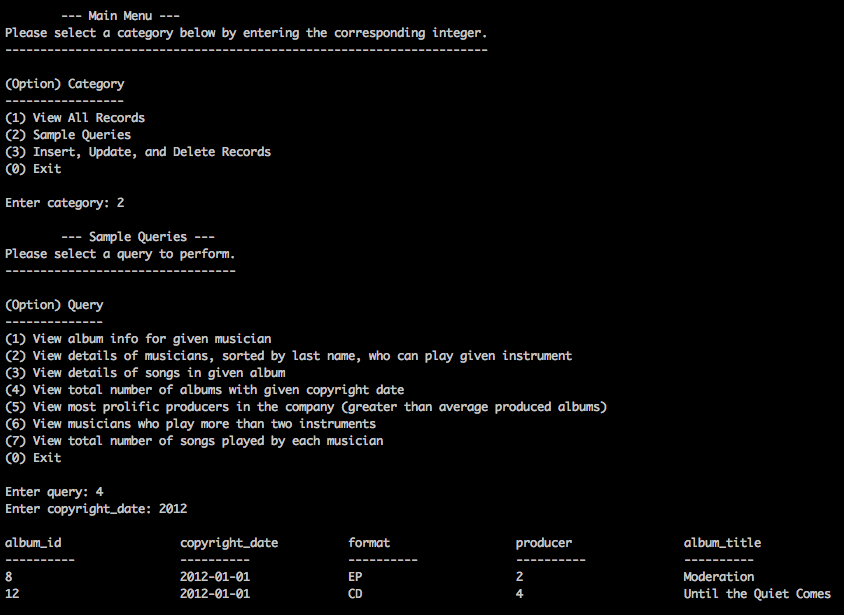 --- Main Menu ---
Please select a category below by entering the corresponding integer.
---------------------------------------------------------------------
(Option) Category
-----------------
(1) View All Records
(2) Sample Queries
(3) Insert, Update, and Delete Records
(0) Exit
Enter category: 2
--- Sample Queries ---
Please select a query to perform.
---------------------------------
(Option) Query
--------------
(1) View album info for given musician
(2) View details of musicians, sorted by last name, who can play given instrument
(3) View details of songs in given album
(4) View total number of albums with given copyright date
(5) View most prolific producers in the company (greater than average produced albums)
(6) View musicians who play more than two instruments
(7) View total number of songs played by each musician
(0) Exit
Enter query: 4
Enter copyright_date: 2012
album_id copyright_date format producer album_title
---------- ---------- ---------- ---------- ----------
8 2012-01-01 EP 2 Moderation
12 2012-01-01 CD 4 Until the Quiet Comes